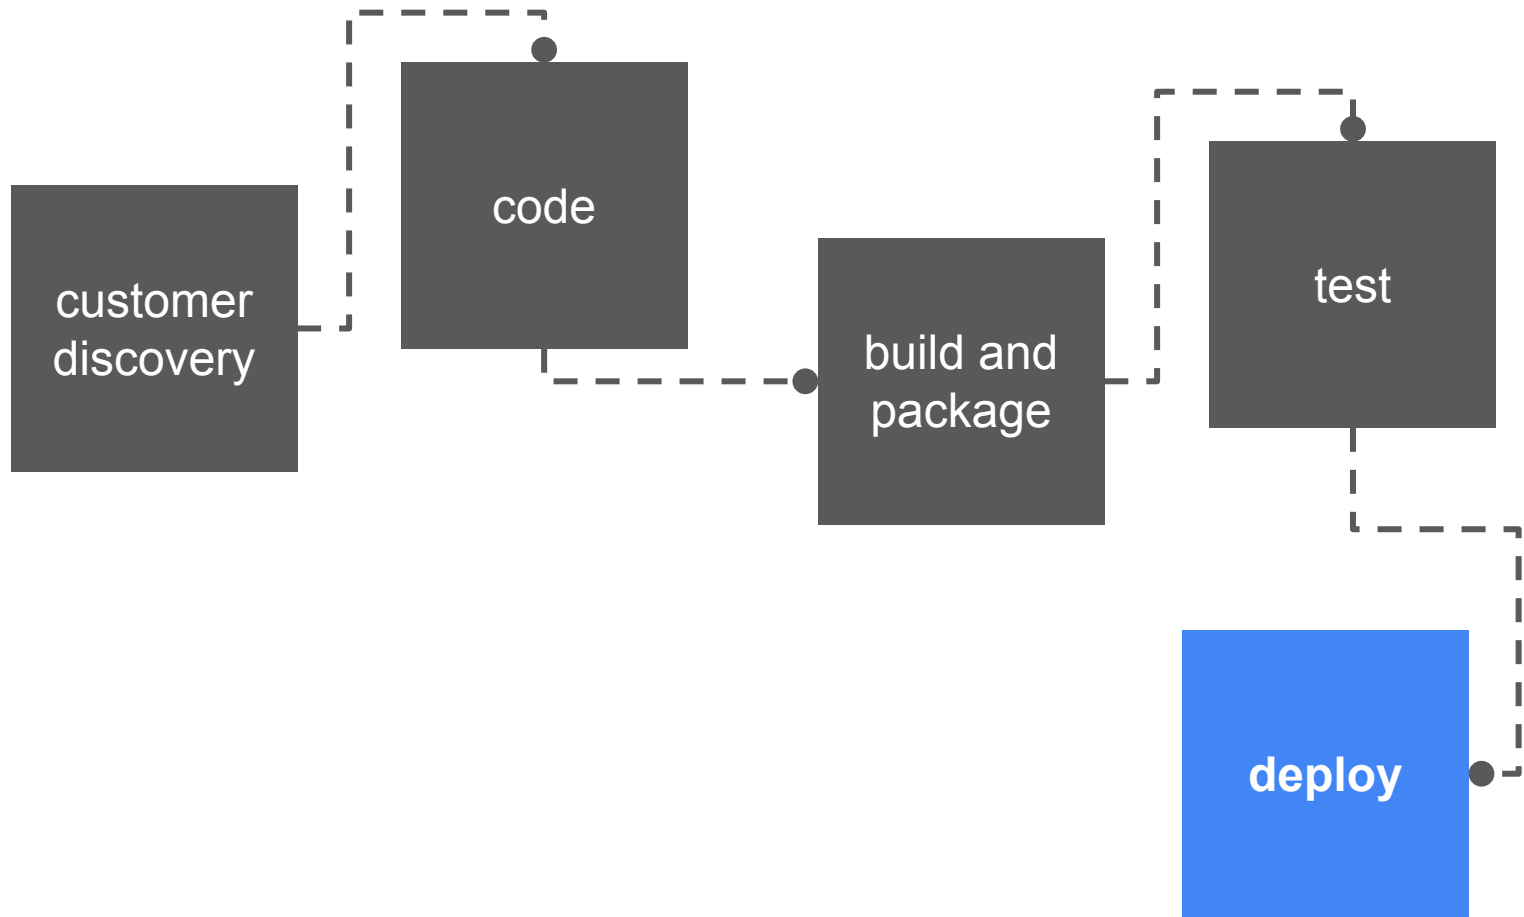 customer
discovery
code
build and
package
test
deploy